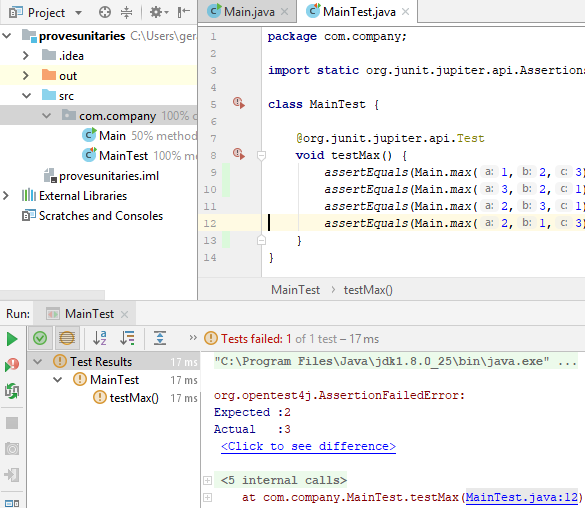 Project
Main.java
MainTest.java
provesunitaries C:\Users\ger
.idea
out
src
com.company 100% c
Main 50% method
MainTest 100% me
provesunitaries.iml
External Libraries
Scratches and Consoles
1 package com.company;
2
3 import static org.junit.jupiter.api.Assertions
4
5 class MainTest {
6
7 @org.junit.jupiter.api.Test
8 void testMax() {
9 assertEquals(Main.max( a: 1, b: 2, c: 3)
10 assertEquals(Main.max( a: 3, b: 2, c: 1)
11 assertEquals(Main.max( a: 2, b: 3, c: 1)
12 assertEquals(Main.max( a: 2, b: 1, c: 3)
13 }
14 }
MainTest > testMax()
Run: MainTest
Tests failed: 1 of 1 test – 17 ms
Test Results 17 ms
MainTest 17 ms
testMax() 17 ms
"C:\Program Files\Java\jdk1.8.0_25\bin\java.exe" ...
org.opentest4j.AssertionFailedError:
Expected :2
Actual :3
<Click to see difference>
<5 internal calls>
at com.company.MainTest.testMax(MainTest.java:12)